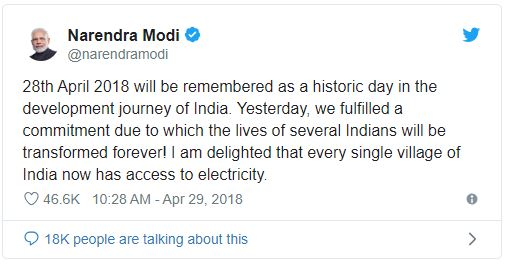 Narendra Modi
@narendramodi
28th April 2018 will be remembered as a historic day in the
development journey of India. Yesterday, we fulfilled a
commitment due to which the lives of several Indians will be
transformed forever! I am delighted that every single village of
India now has access to electricity.
46.6K 10:28 AM - Apr 29, 2018
18K people are talking about this